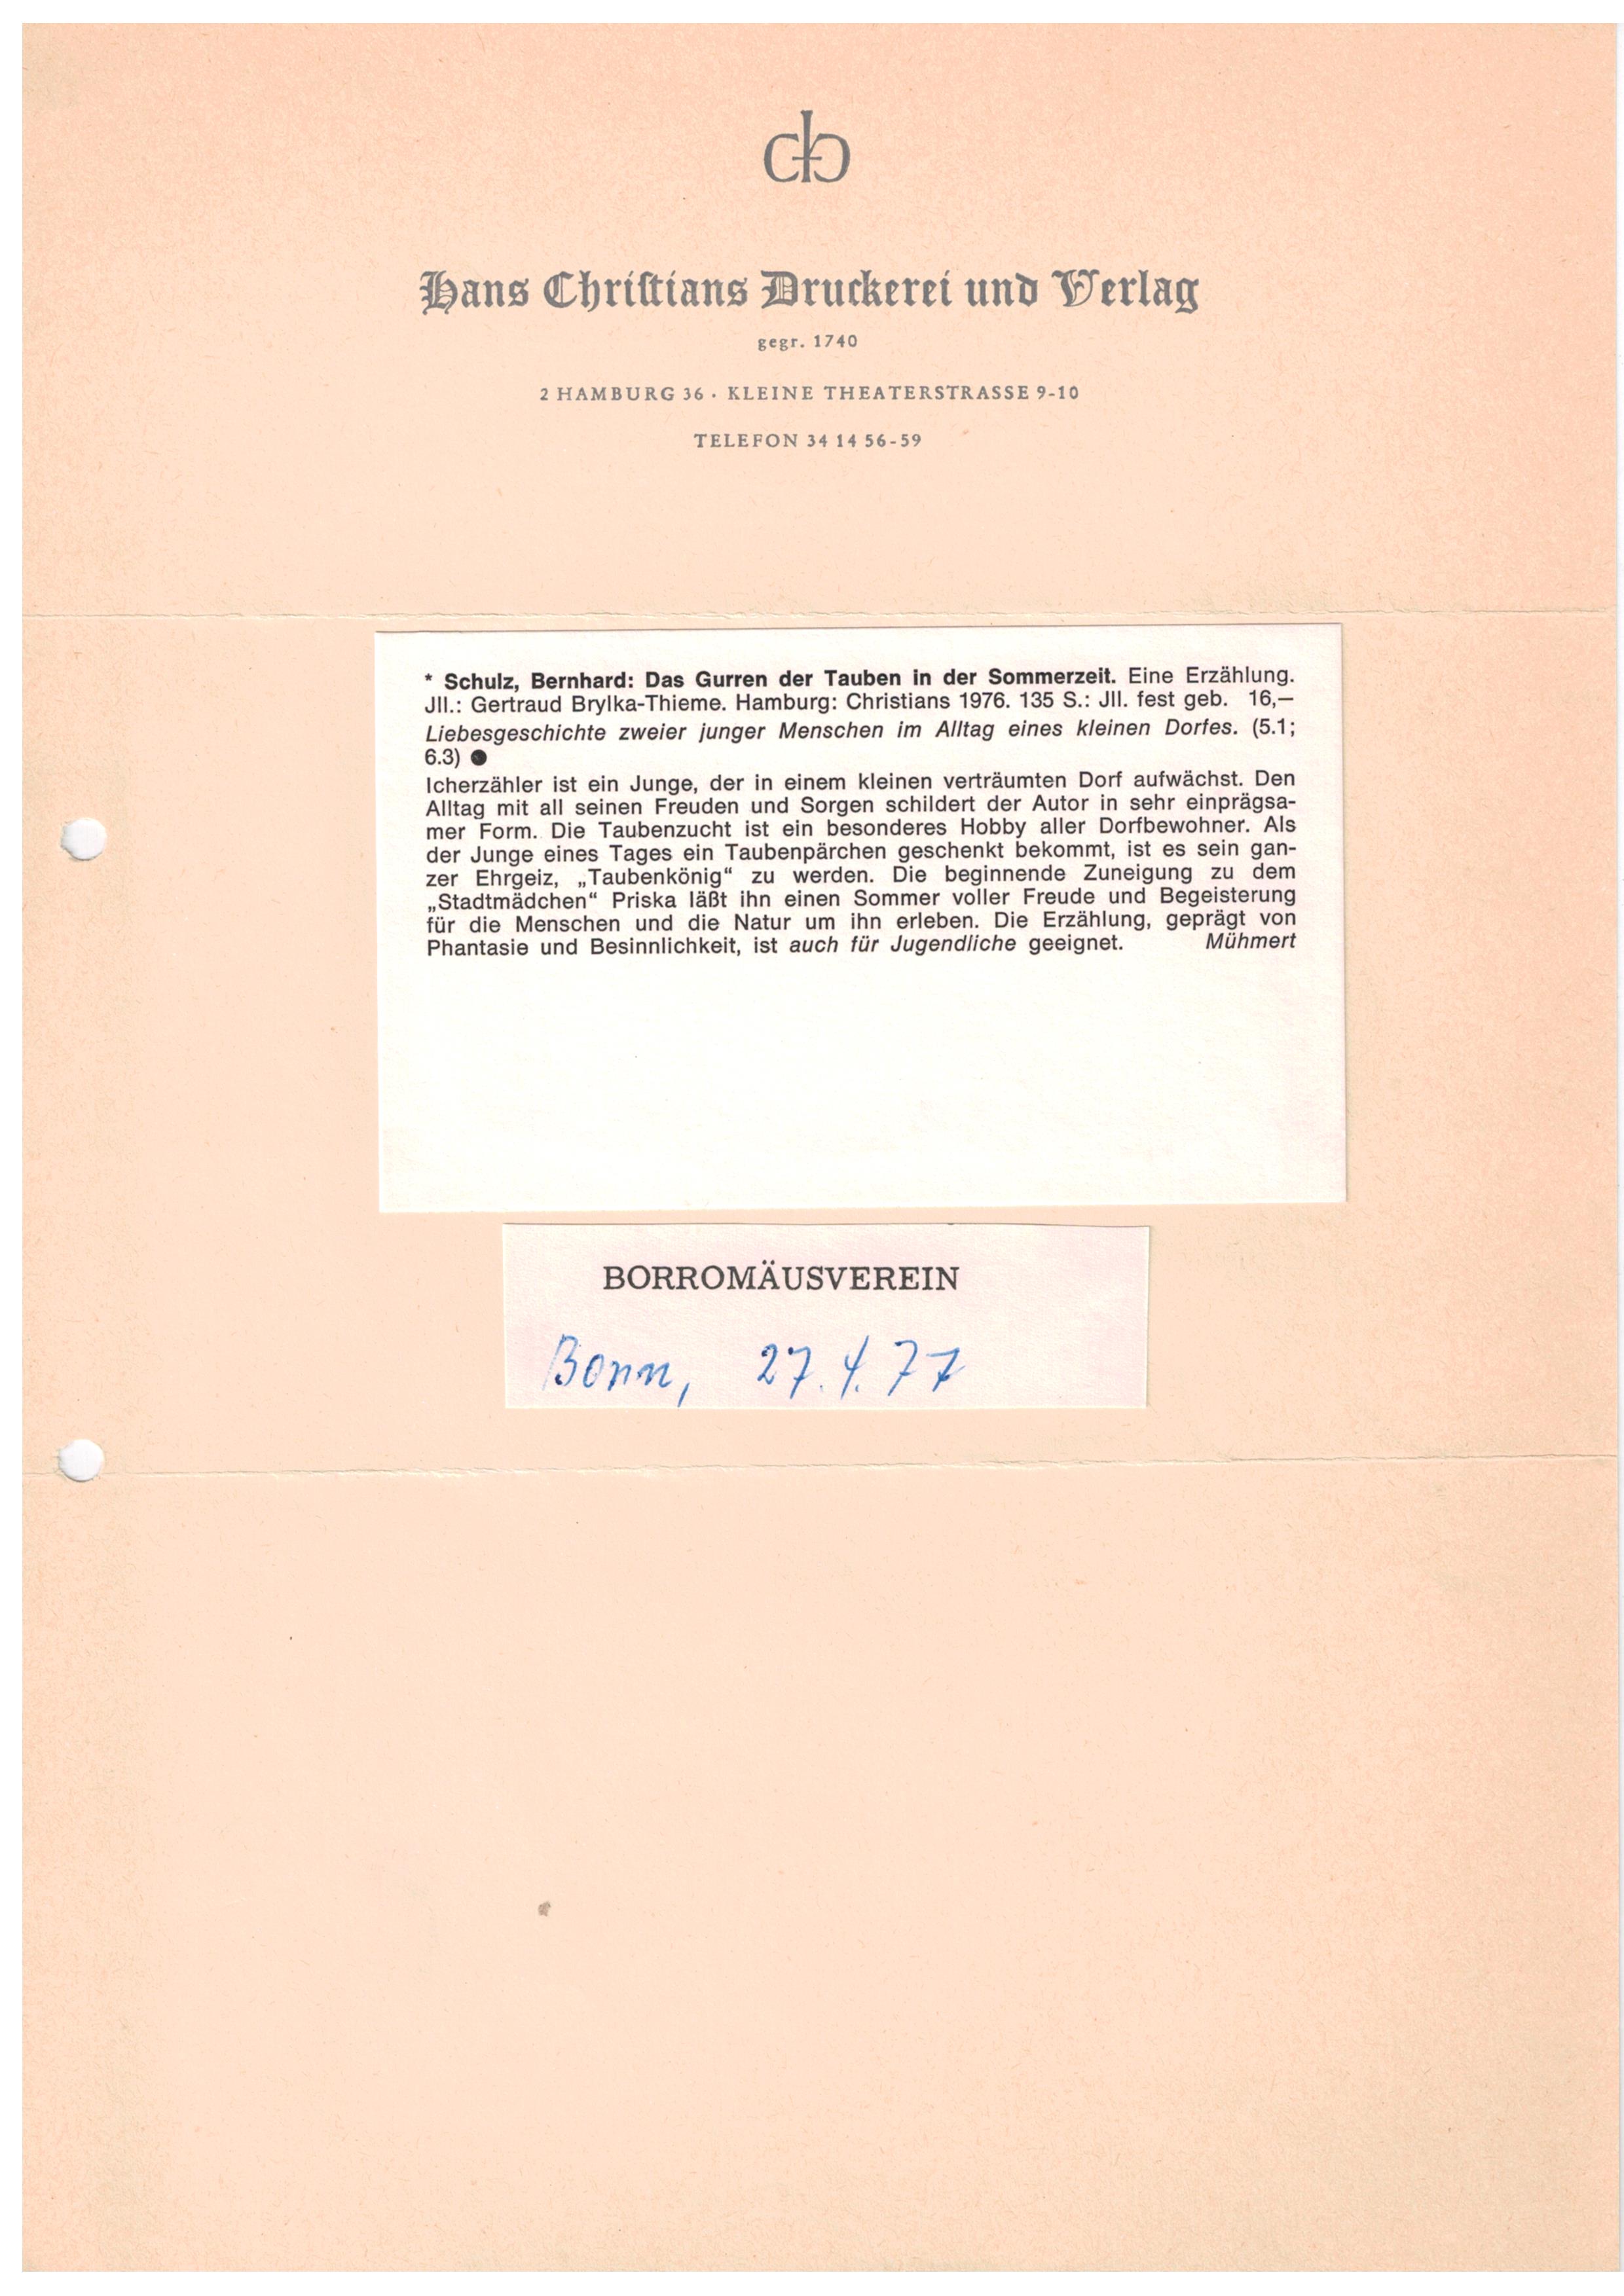 Hans Christians Druckerei und Verlag
gegr. 1740
2 HAMBURG 36 · KLEINE THEATERSTRASSE 9-10
TELEFON 34 14 56-59
* Schulz, Bernhard: Das Gurren der Tauben in der Sommerzeit. Eine Erzählung.
Jll.: Gertraud Brylka-Thieme. Hamburg: Christians 1976. 135 S.: Jll. fest geb. 16,—
Liebesgeschichte zweier junger Menschen im Alltag eines kleinen Dorfes. (5.1;
6.3) ●
Icherzähler ist ein Junge, der in einem kleinen verträumten Dorf aufwächst. Den
Alltag mit all seinen Freuden und Sorgen schildert der Autor in sehr einprägsa-
mer Form. Die Taubenzucht ist ein besonderes Hobby aller Dorfbewohner. Als
der Junge eines Tages ein Taubenpärchen geschenkt bekommt, ist es sein gan-
zer Ehrgeiz, „Taubenkönig“ zu werden. Die beginnende Zuneigung zu dem
„Stadtmädchen“ Priska läßt ihn einen Sommer voller Freude und Begeisterung
für die Menschen und die Natur um ihn erleben. Die Erzählung, geprägt von
Phantasie und Besinnlichkeit, ist auch für Jugendliche geeignet. Mühmert
BORROMÄUSVEREIN
Bonn, 27.4.77